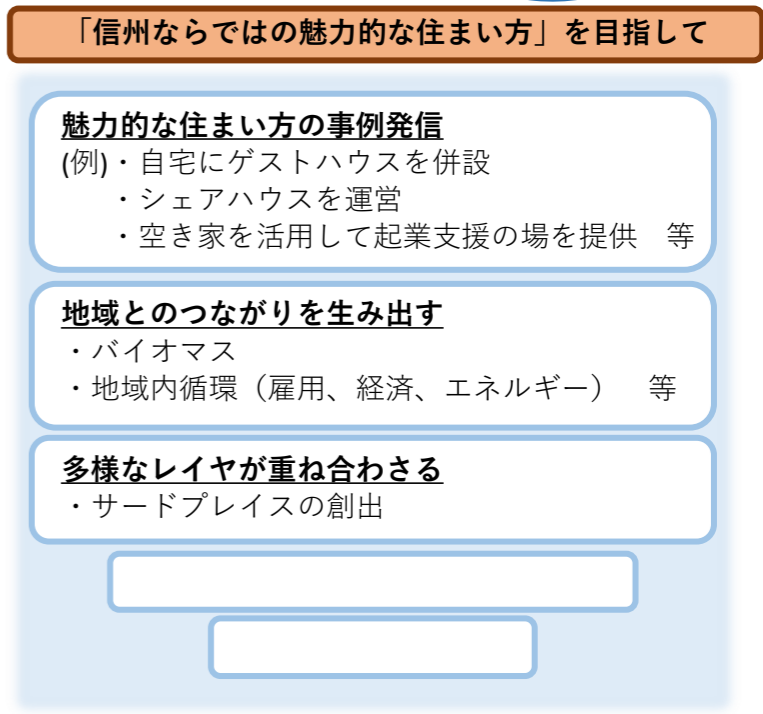 「信州ならではの魅力的な住まい方」を目指して
魅力的な住まい方の事例発信
(例)・自宅にゲストハウスを併設
・シェアハウスを運営
・空き家を活用して起業支援の場を提供　等
地域とのつながりを生み出す
・バイオマス
・地域内循環（雇用、経済、エネルギー）　等
多様なレイヤが重ね合わさる
・サードプレイスの創出